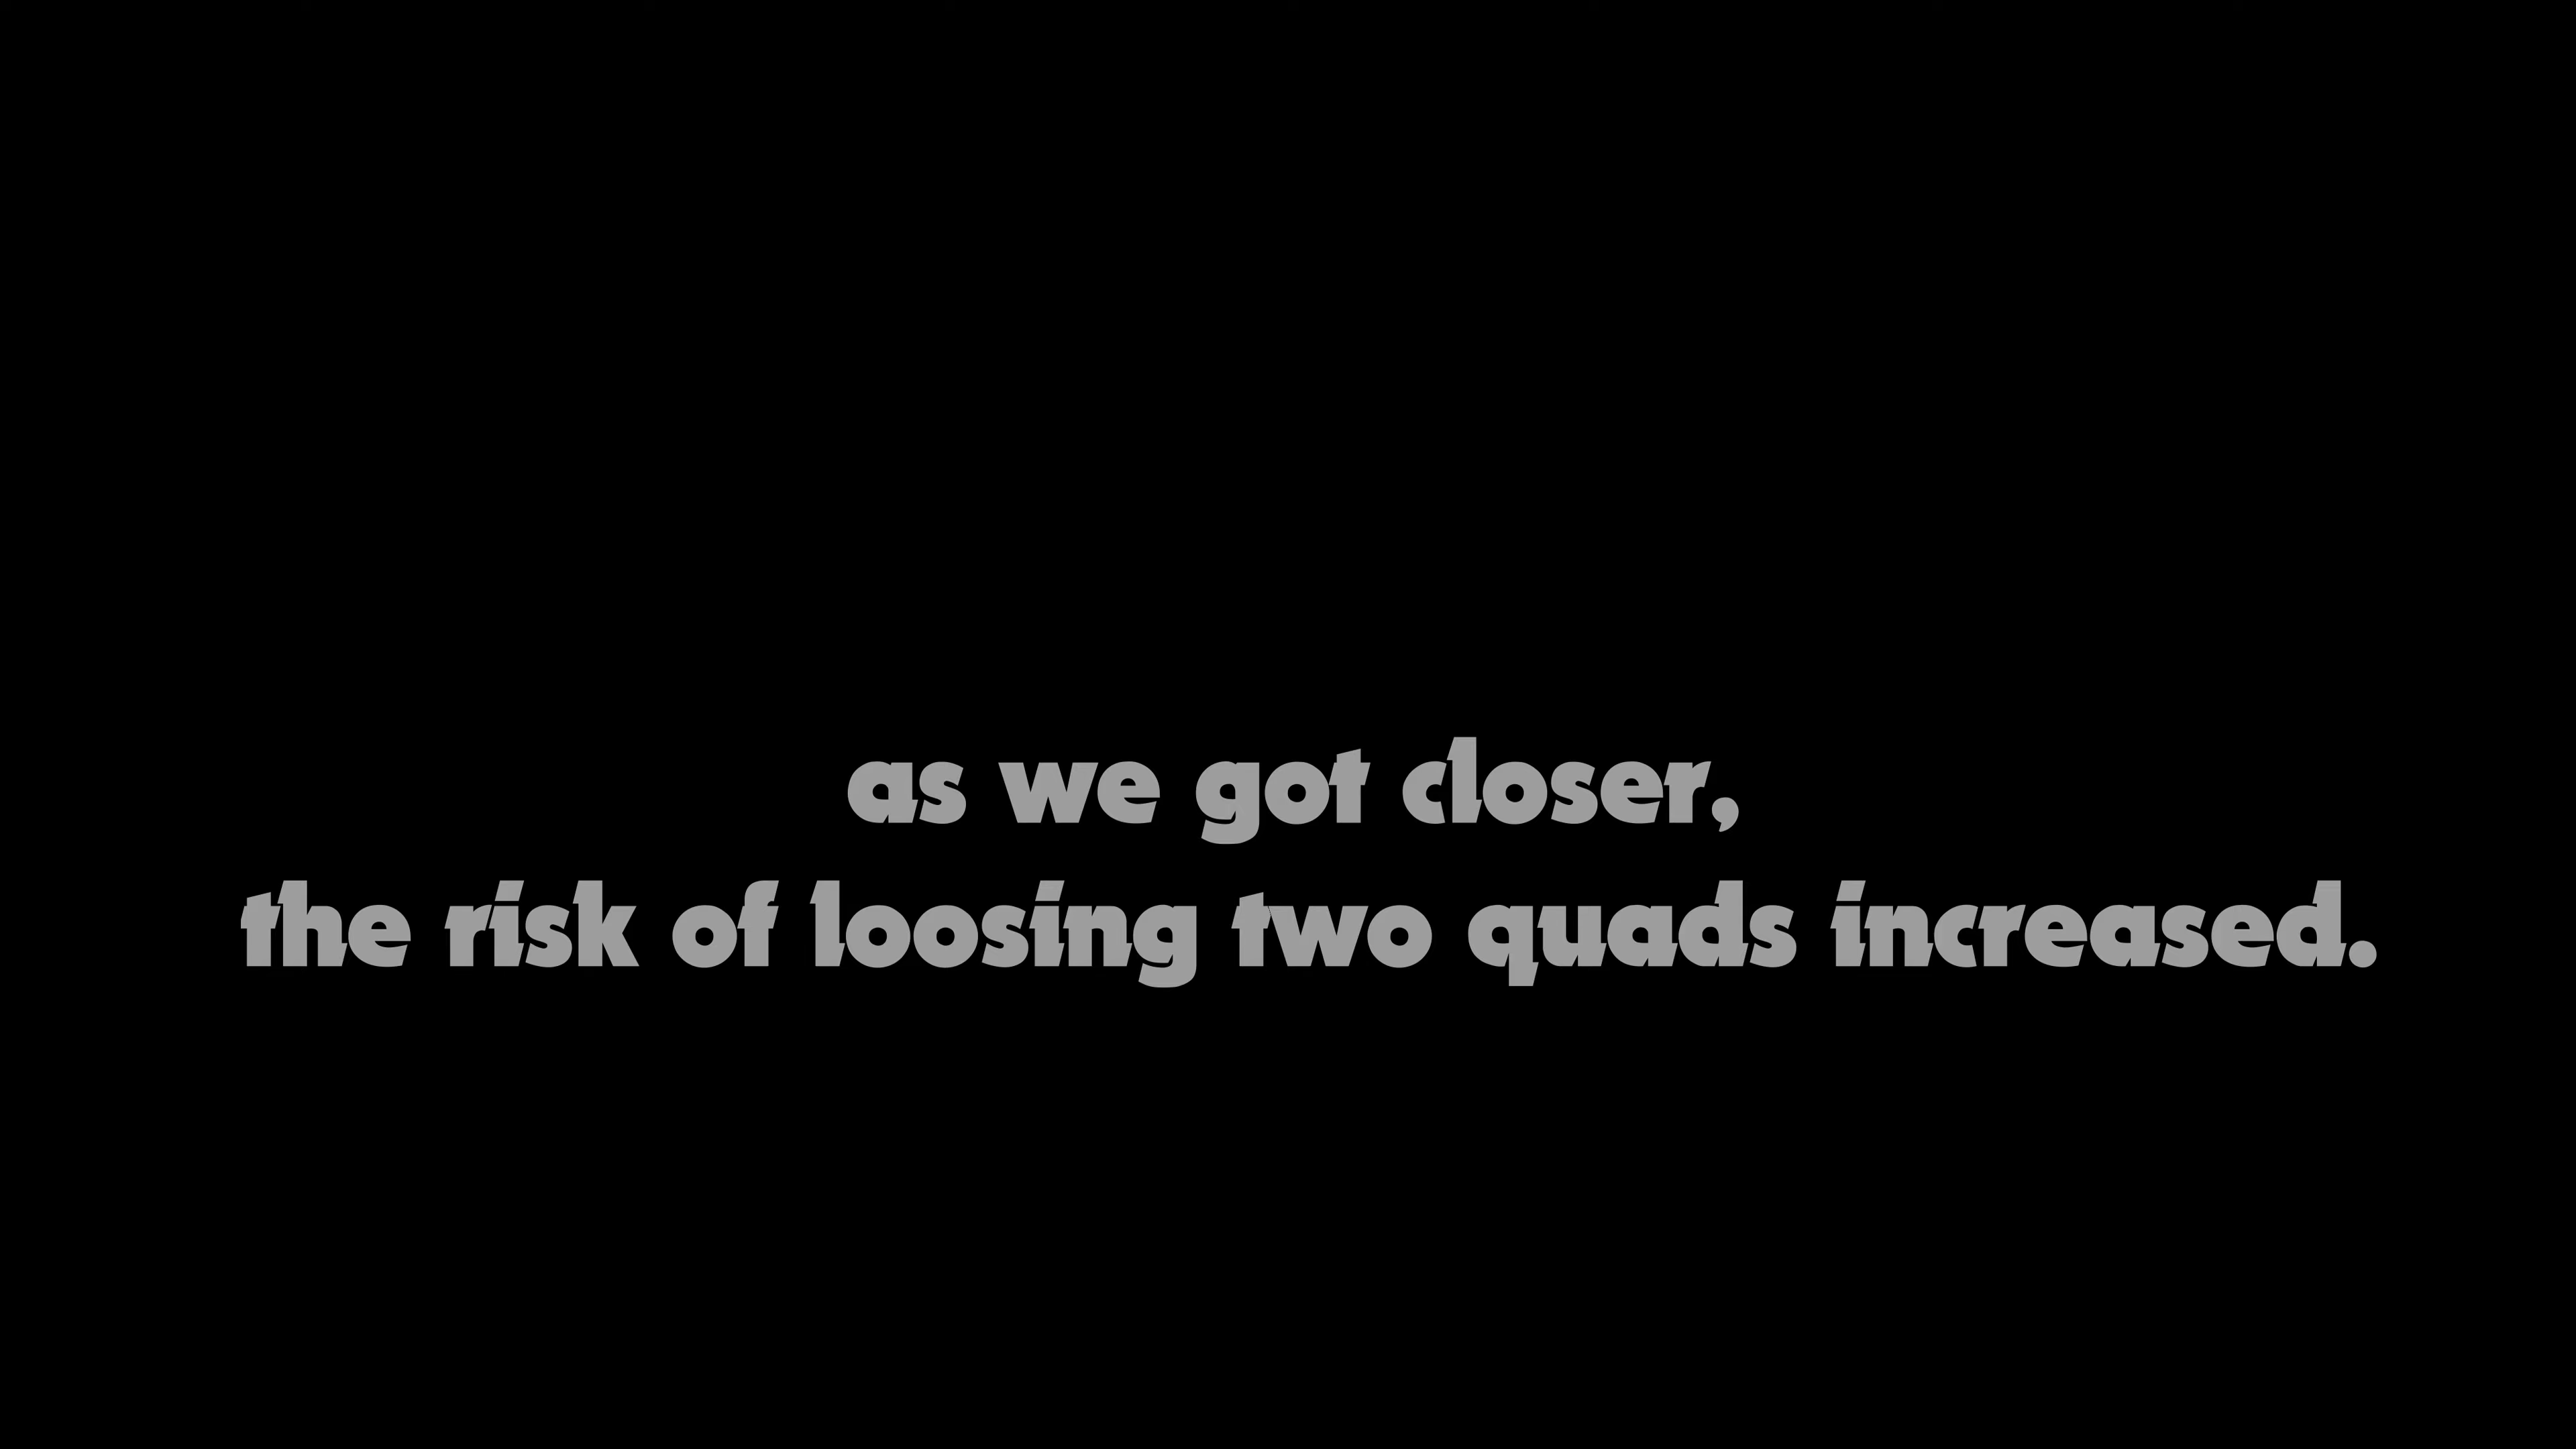 as we got closer,
the risk of loosing two quads increased.